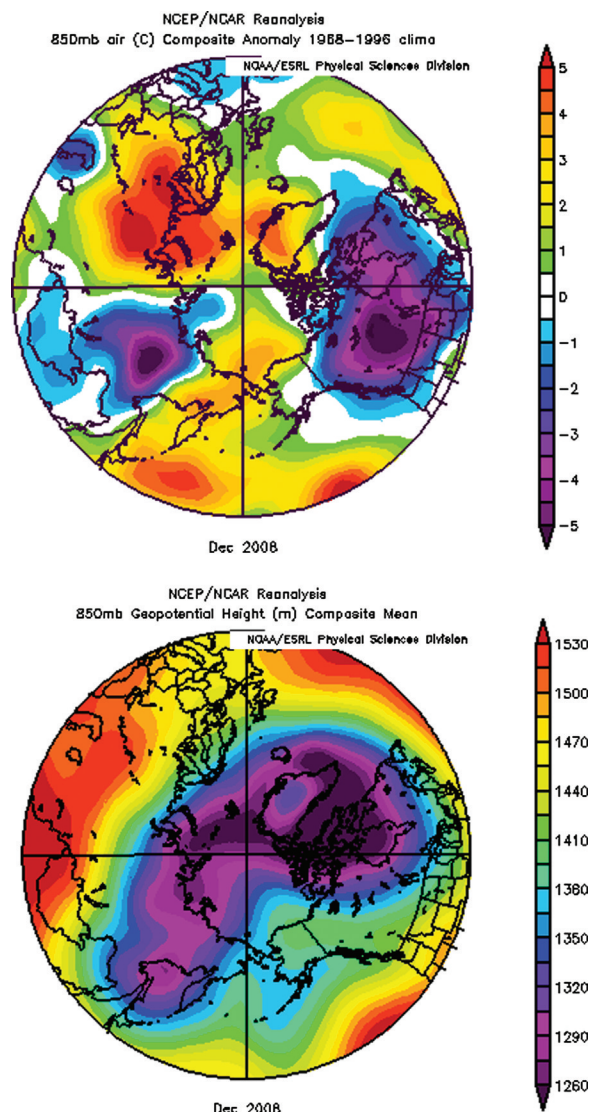 NCEP/NCAR Reanalysis
850mb air (C) Composite Anomaly 1968-1996 clima
NOAA/ESRL Physical Sciences Division
5
4
3
2
1
0
-1
-2
-3
-4
-5
Dec 2008
NCEP/NCAR Reanalysis
850mb Geopotential Height (m) Composite Mean
NOAA/ESRL Physical Sciences Division
1530
1500
1470
1440
1410
1380
1350
1320
1290
1260
Dec 2008